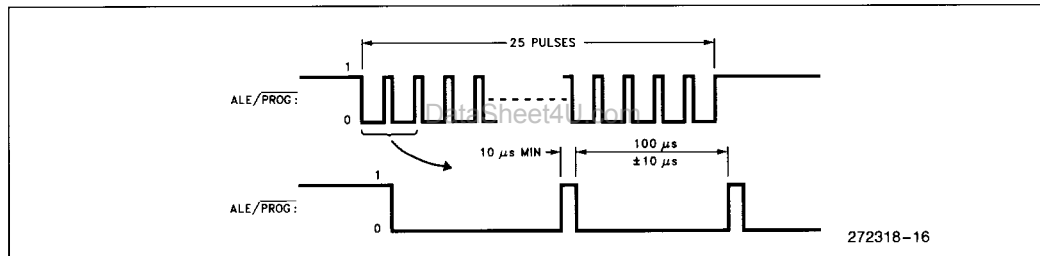 25 PULSES
1
ALE/PROG:
0
DataSheet4U.com
10 μs MIN
100 μs
±10 μs
1
ALE/PROG:
0
272318-16